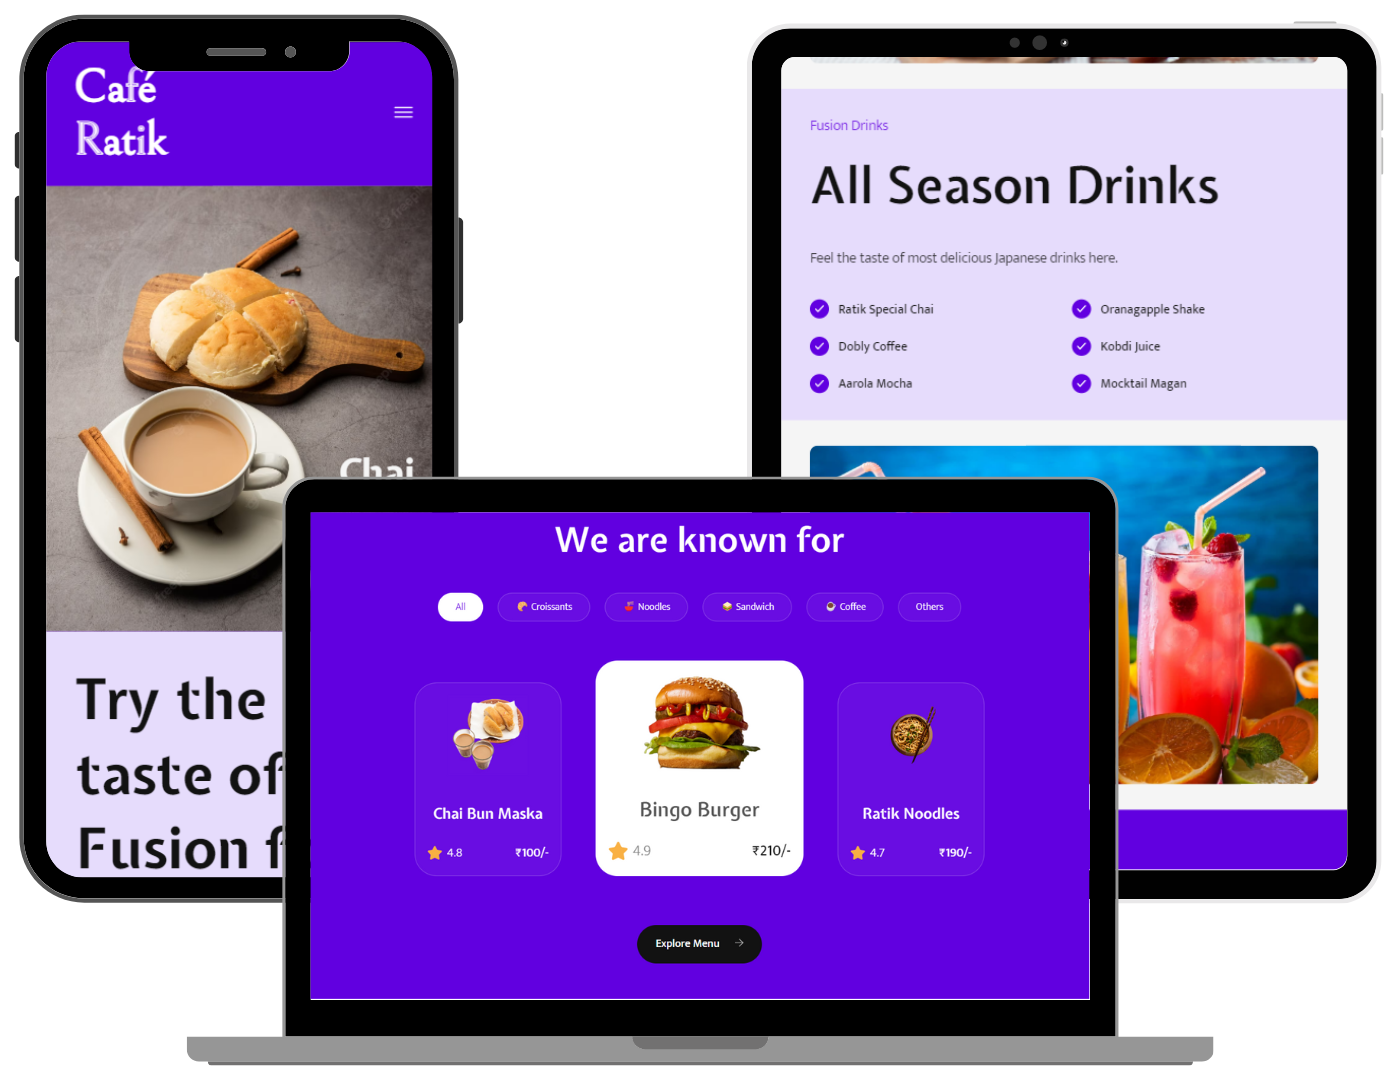 Café
Ratik
Chai
Try the
taste of
Fusion
Fusion Drinks
All Season Drinks
Feel the taste of most delicious Japanese drinks here.
Ratik Special Chai
Oranagapple Shake
Dobly Coffee
Kobdi Juice
Aarola Mocha
Mocktail Magan
We are known for
All
Croissants
Noodles
Sandwich
Coffee
Others
Chai Bun Maska
4.8 ₹100/-
Bingo Burger
4.9 ₹210/-
Ratik Noodles
4.7 ₹190/-
Explore Menu →